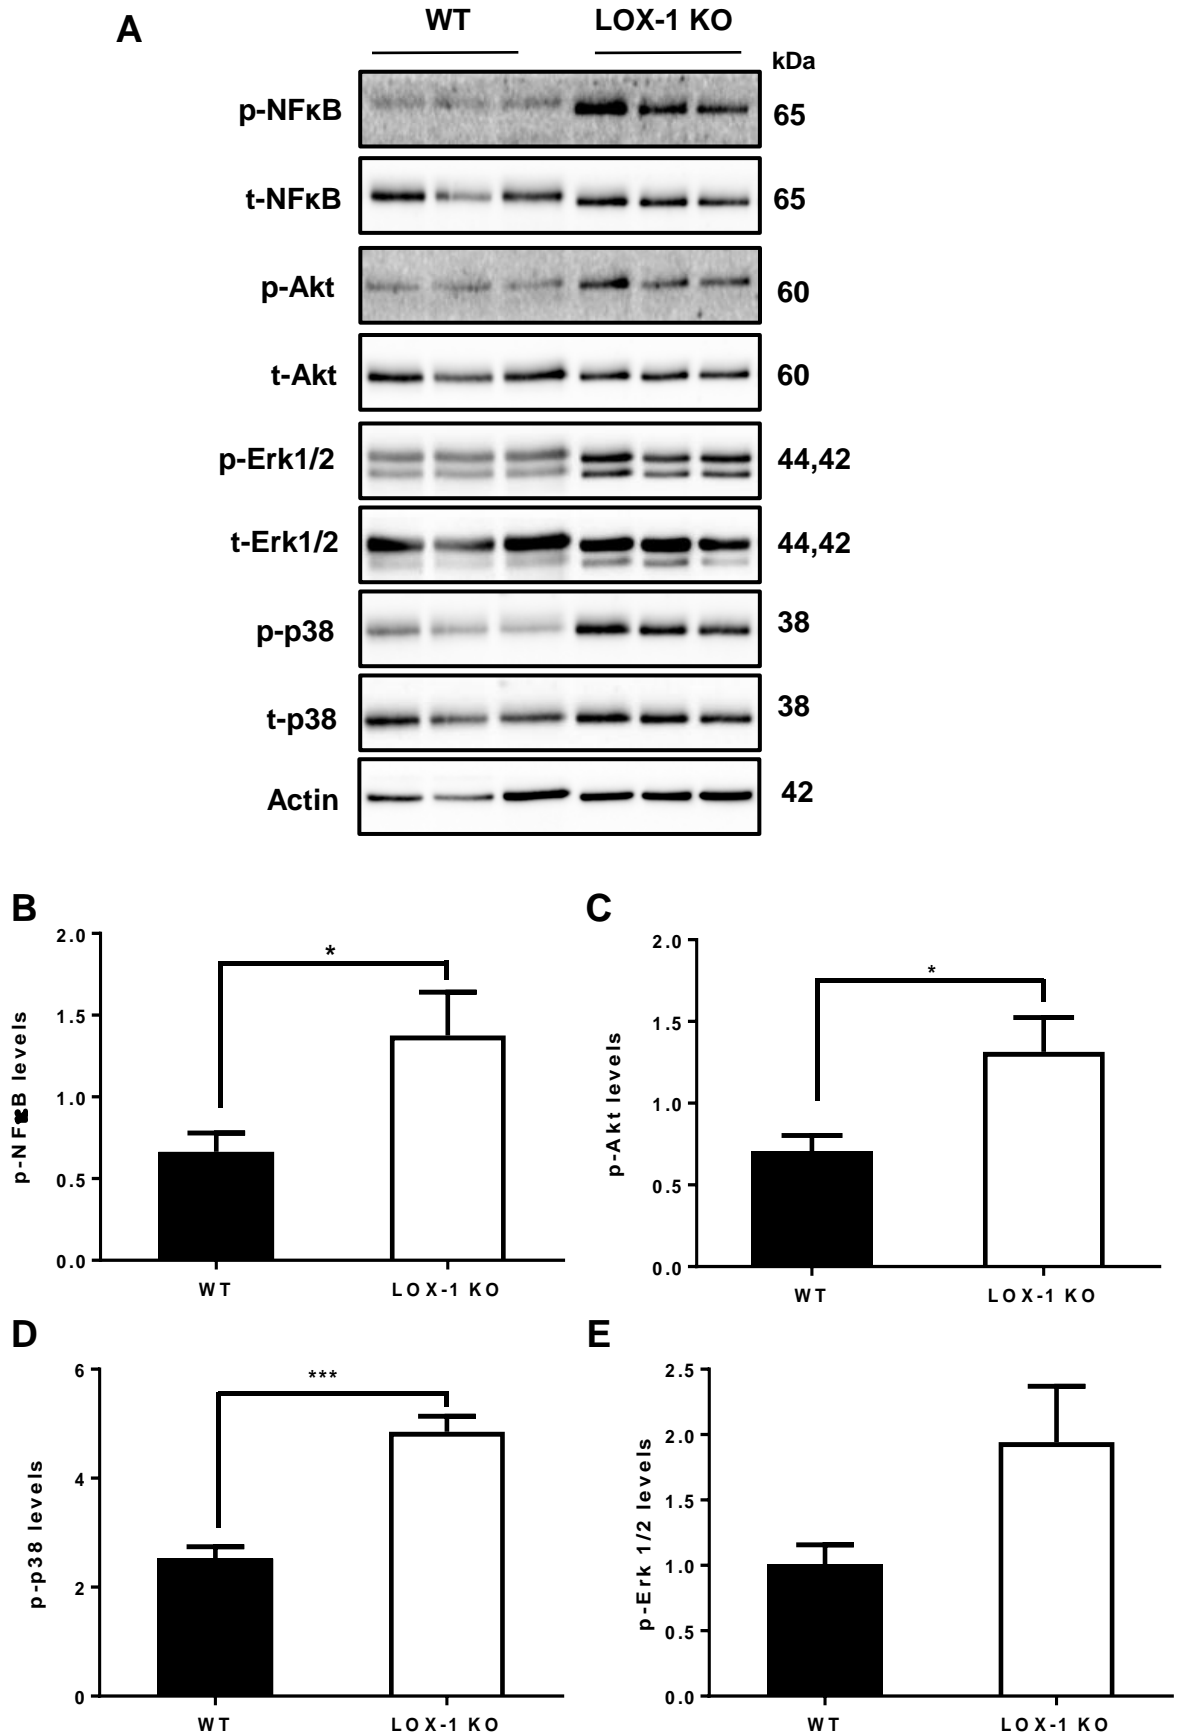 A
WT LOX-1 KO
kDa
p-NFκB 65
t-NFκB 65
p-Akt 60
t-Akt 60
p-Erk1/2 44,42
t-Erk1/2 44,42
p-p38 38
t-p38 38
Actin 42
B
2.0
1.5
1.0
0.5
0.0
p-NFκB levels
*
WT LOX-1 KO
C
2.0
1.5
1.0
0.5
0.0
p-Akt levels
*
WT LOX-1 KO
D
6
4
2
0
p-p38 levels
***
WT LOX-1 KO
E
2.5
2.0
1.5
1.0
0.5
0.0
p-Erk 1/2 levels
WT LOX-1 KO